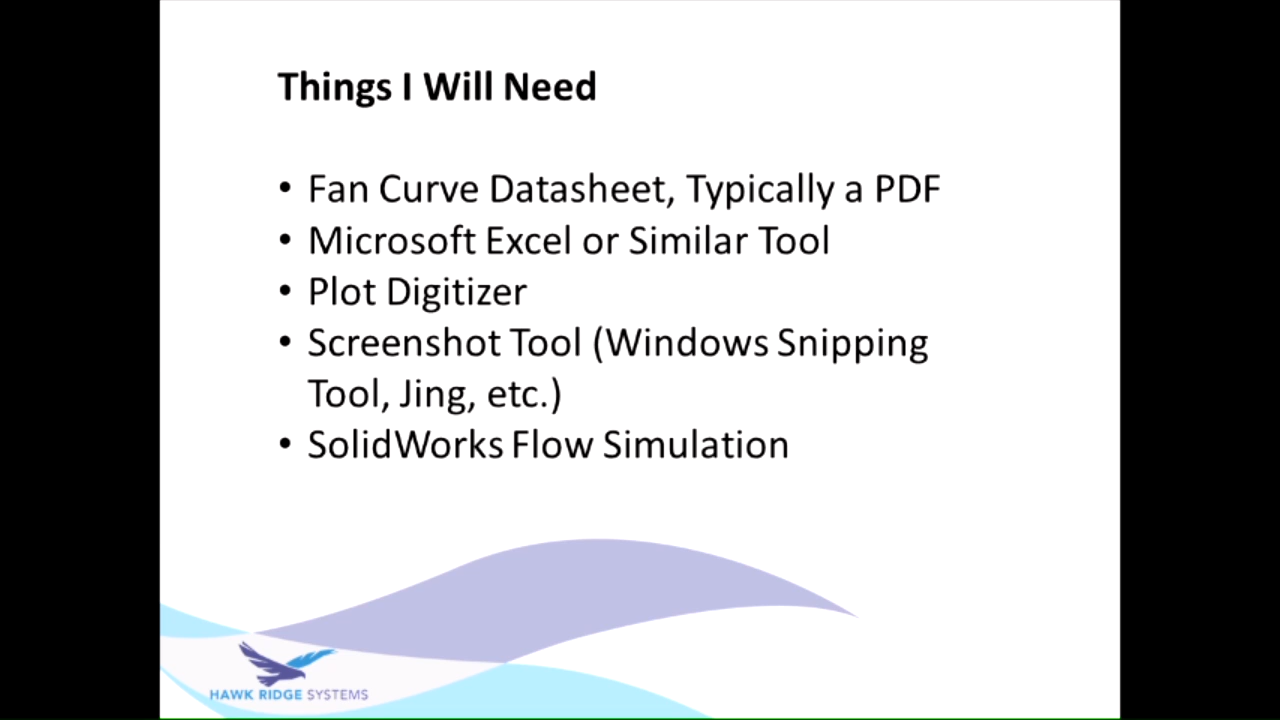 Things I Will Need
• Fan Curve Datasheet, Typically a PDF
• Microsoft Excel or Similar Tool
• Plot Digitizer
• Screenshot Tool (Windows Snipping
Tool, Jing, etc.)
• SolidWorks Flow Simulation
HAWK RIDGE SYSTEMS